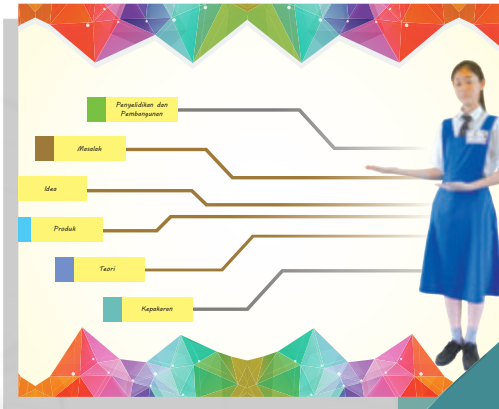 Penyelidikan dan
Pembangunan
Masalah
Idea
Produk
Teori
Kepakaran